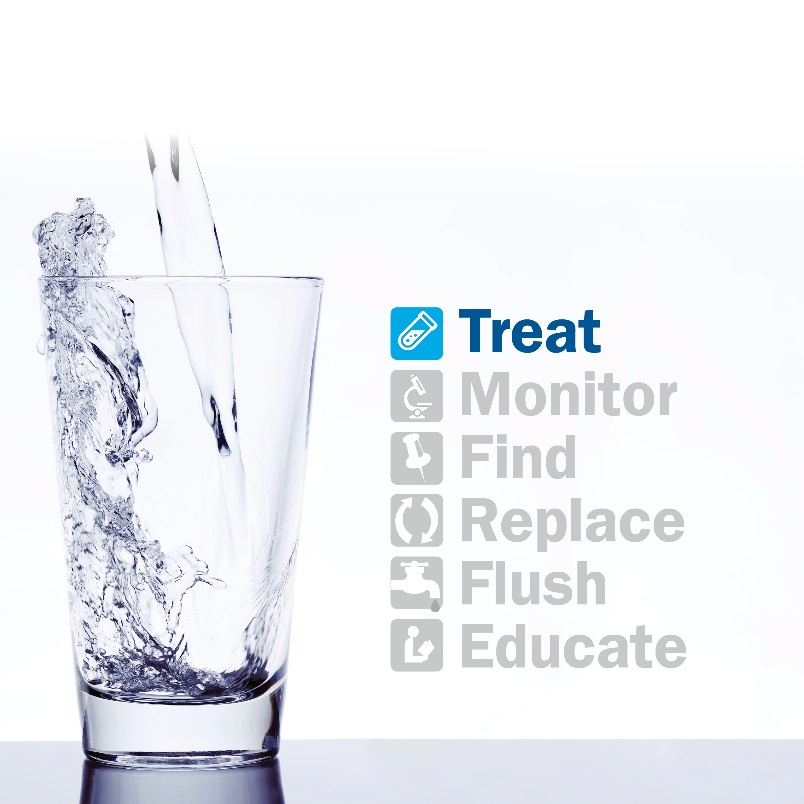 Treat
Monitor
Find
Replace
Flush
Educate